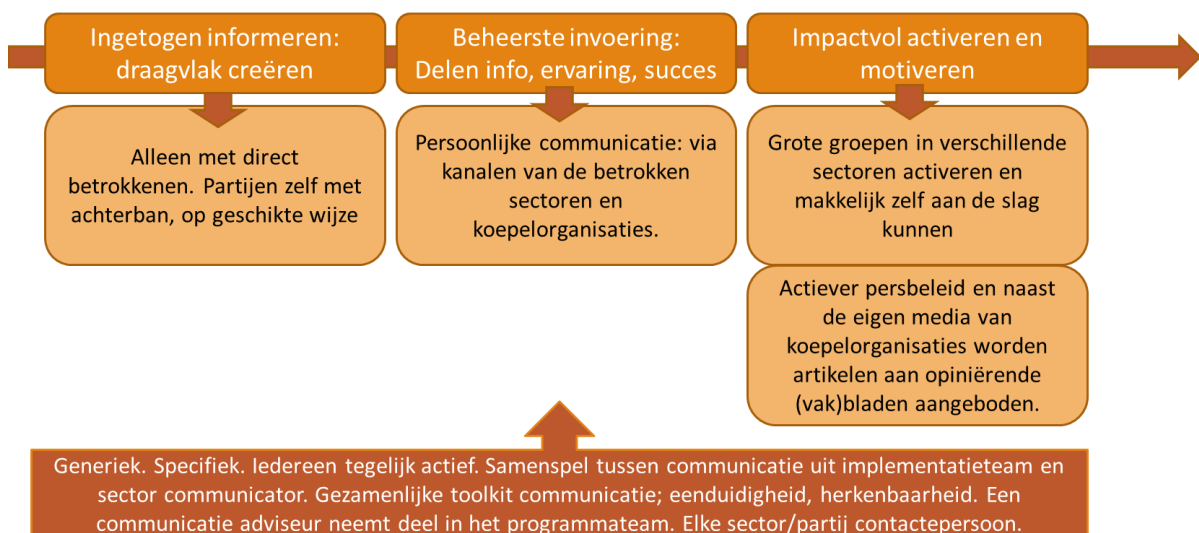 Ingetogen informeren:
draagvlak creëren
Beheerste invoering:
Delen info, ervaring, succes
Impactvol activeren en
motiveren
Alleen met direct
betrokkenen. Partijen zelf met
achterban, op geschikte wijze
Persoonlijke communicatie: via
kanalen van de betrokken
sectoren en
koepelorganisaties.
Grote groepen in verschillende
sectoren activeren en
makkelijk zelf aan de slag
kunnen
Actiever persbeleid en naast
de eigen media van
koepelorganisaties worden
artikelen aan opiniërende
(vak)bladen aangeboden.
Generiek. Specifiek. Iedereen tegelijk actief. Samenspel tussen communicatie uit implementatieteam en
sector communicator. Gezamenlijke toolkit communicatie; eenduidigheid, herkenbaarheid. Een
communicatie adviseur neemt deel in het programmateam. Elke sector/partij contactepersoon.